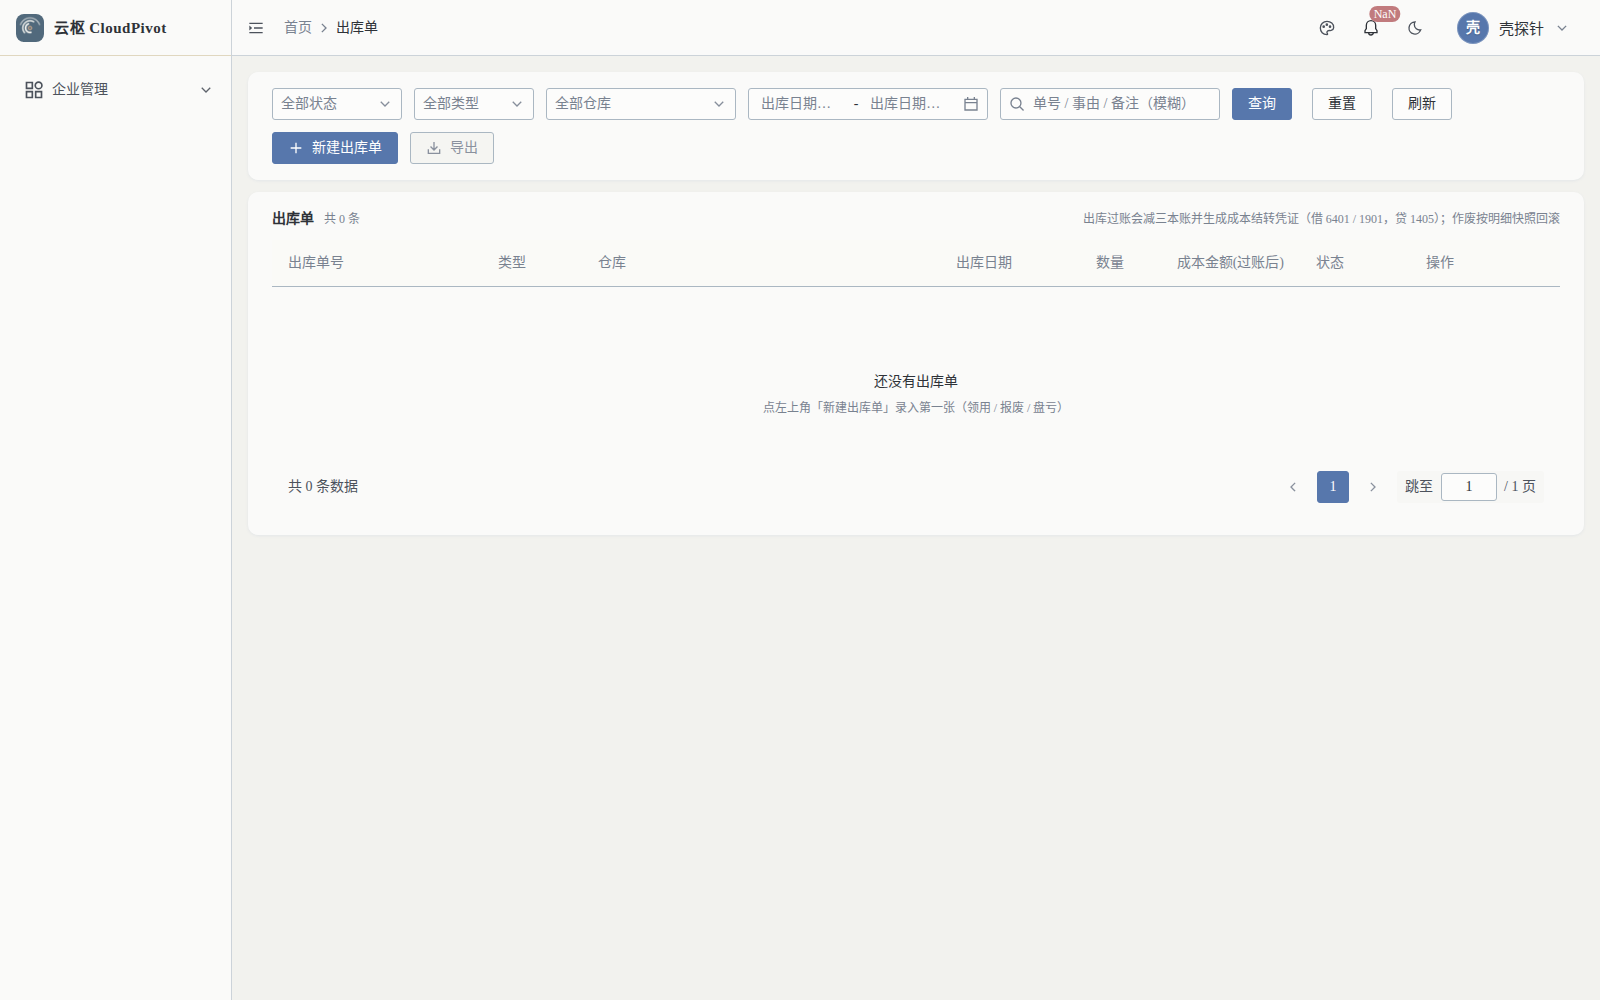 云枢 CloudPivot
首页 > 出库单
NaN
壳 壳探针
企业管理
全部状态 全部类型 全部仓库 出库日期… - 出库日期… 单号 / 事由 / 备注（模糊） 查询 重置 刷新
新建出库单 导出
出库单 共 0 条 出库过账会减三本账并生成成本结转凭证（借 6401 / 1901，贷 1405）；作废按明细快照回滚
出库单号 类型 仓库 出库日期 数量 成本金额(过账后) 状态 操作
还没有出库单
点左上角「新建出库单」录入第一张（领用 / 报废 / 盘亏）
共 0 条数据 1 跳至 1 / 1 页